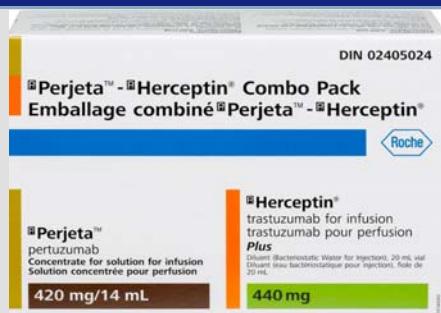 DIN 02405024
Perjeta™ - Herceptin® Combo Pack
Emballage combiné Perjeta™ - Herceptin®
Roche
Perjeta™
pertuzumab
Concentrate for solution for infusion
Solution concentrée pour perfusion
420 mg/14 mL
Herceptin®
trastuzumab for infusion
trastuzumab pour perfusion
Plus
Diluent (Bacteriostatic Water for Injection), 20 mL vial
Diluant (eau bactériostatique pour injection), fiole de
20 mL
440 mg